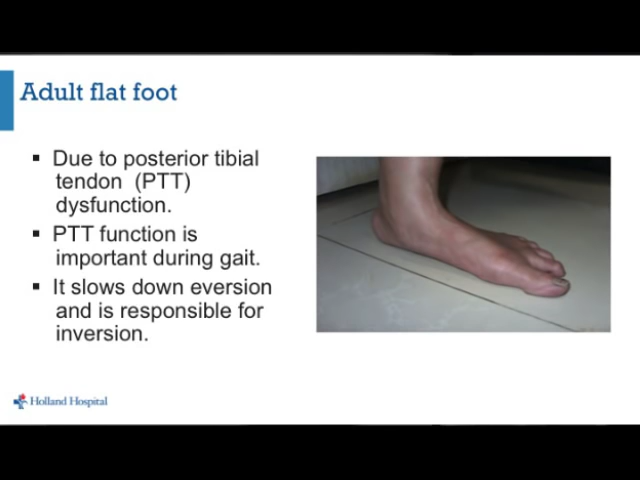 Adult flat foot
▪ Due to posterior tibial
tendon (PTT)
dysfunction.
▪ PTT function is
important during gait.
▪ It slows down eversion
and is responsible for
inversion.
Holland Hospital